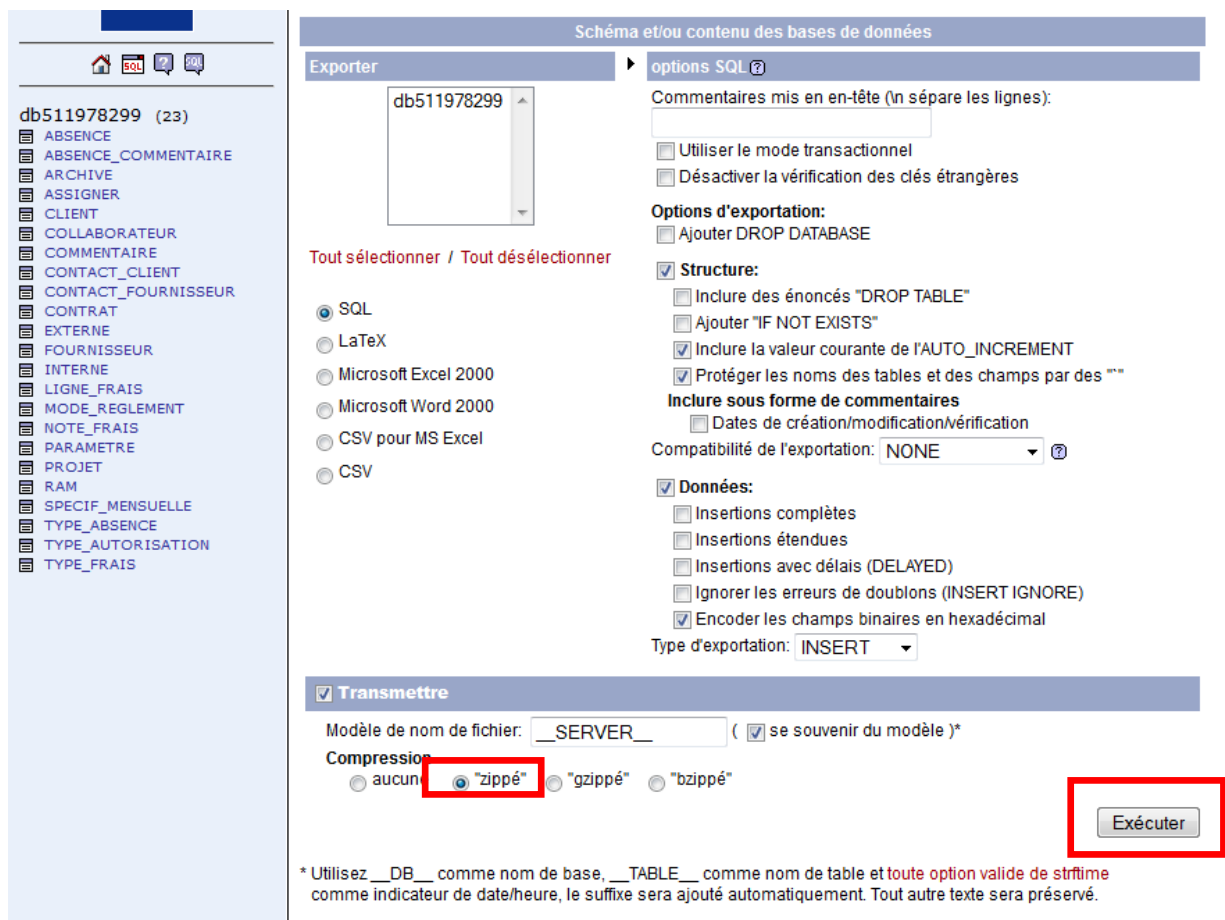 Schéma et/ou contenu des bases de données
SQL SQL
db511978299 (23)
ABSENCE
ABSENCE_COMMENTAIRE
ARCHIVE
ASSIGNER
CLIENT
COLLABORATEUR
COMMENTAIRE
CONTACT_CLIENT
CONTACT_FOURNISSEUR
CONTRAT
EXTERNE
FOURNISSEUR
INTERNE
LIGNE_FRAIS
MODE_REGLEMENT
NOTE_FRAIS
PARAMETRE
PROJET
RAM
SPECIF_MENSUELLE
TYPE_ABSENCE
TYPE_AUTORISATION
TYPE_FRAIS
Exporter
db511978299
Tout sélectionner / Tout désélectionner
SQL
LaTeX
Microsoft Excel 2000
Microsoft Word 2000
CSV pour MS Excel
CSV
options SQL
Commentaires mis en en-tête (\n sépare les lignes):
Utiliser le mode transactionnel
Désactiver la vérification des clés étrangères
Options d'exportation:
Ajouter DROP DATABASE
Structure:
Inclure des énoncés "DROP TABLE"
Ajouter "IF NOT EXISTS"
Inclure la valeur courante de l'AUTO_INCREMENT
Protéger les noms des tables et des champs par des "`"
Inclure sous forme de commentaires
Dates de création/modification/vérification
Compatibilité de l'exportation: NONE
Données:
Insertions complètes
Insertions étendues
Insertions avec délais (DELAYED)
Ignorer les erreurs de doublons (INSERT IGNORE)
Encoder les champs binaires en hexadécimal
Type d'exportation: INSERT
Transmettre
Modèle de nom de fichier: __SERVER__ ( se souvenir du modèle )*
Compression
aucune "zippé" "gzippé" "bzippé"
Exécuter
* Utilisez __DB__ comme nom de base, __TABLE__ comme nom de table et toute option valide de strftime
comme indicateur de date/heure, le suffixe sera ajouté automatiquement. Tout autre texte sera préservé.